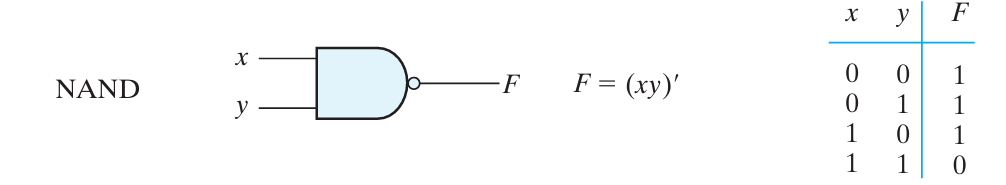 x y F
NAND x y F F = (xy)′
0 0 1
0 1 1
1 0 1
1 1 0